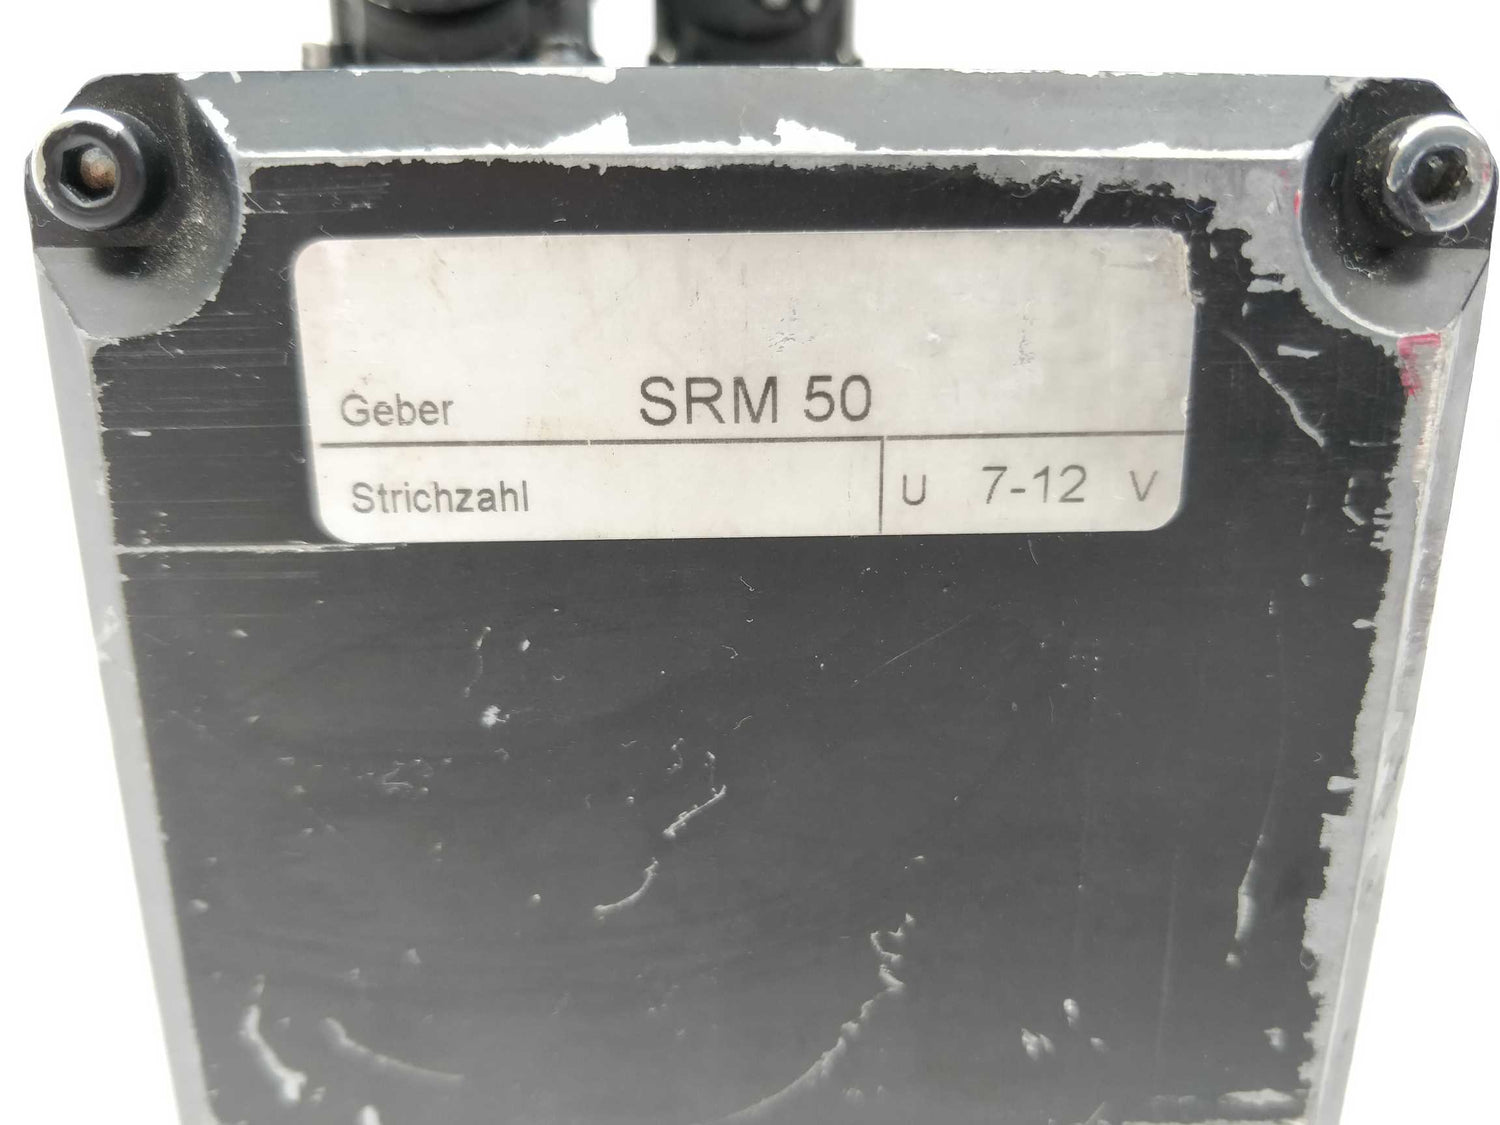 Geber SRM 50
Strichzahl U 7-12 V